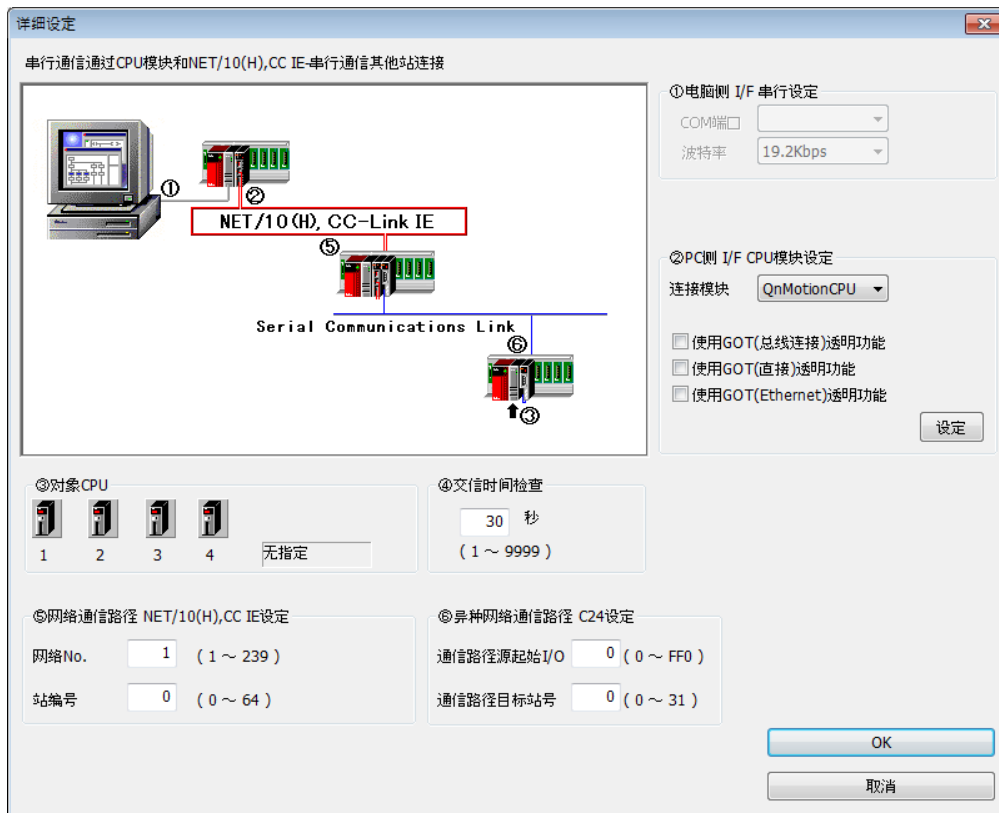 详细设定
串行通信通过CPU模块和NET/10(H),CC IE-串行通信其他站连接
①
②
NET/10(H), CC-Link IE
⑤
Serial Communications Link
⑥
③
①电脑侧 I/F 串行设定
COM端口
波特率 19.2Kbps
②PC侧 I/F CPU模块设定
连接模块 QnMotionCPU
使用GOT(总线连接)透明功能
使用GOT(直接)透明功能
使用GOT(Ethernet)透明功能
设定
③对象CPU
1 2 3 4 无指定
④交信时间检查
30 秒
( 1 ～ 9999 )
⑤网络通信路径 NET/10(H),CC IE设定
网络No. 1 ( 1 ～ 239 )
站编号 0 ( 0 ～ 64 )
⑥异种网络通信路径 C24设定
通信路径源起始I/O 0 ( 0 ～ FF0 )
通信路径目标站号 0 ( 0 ～ 31 )
OK
取消